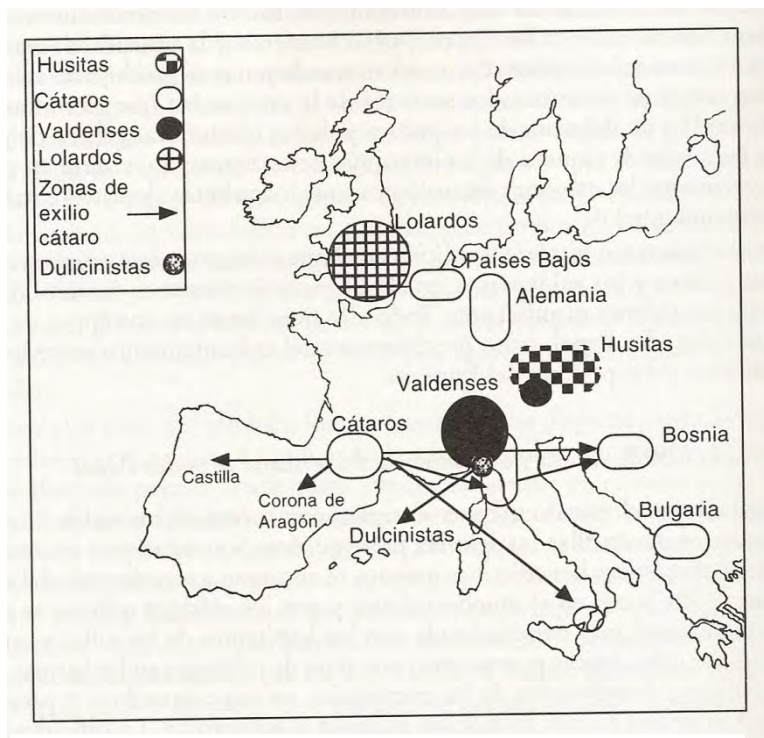 Husitas
Cátaros
Valdenses
Lolardos
Zonas de
exilio
cátaro
Dulicinistas
Lolardos
Países Bajos
Alemania
Husitas
Valdenses
Cátaros
Bosnia
Castilla
Corona de
Aragón
Dulcinistas
Bulgaria